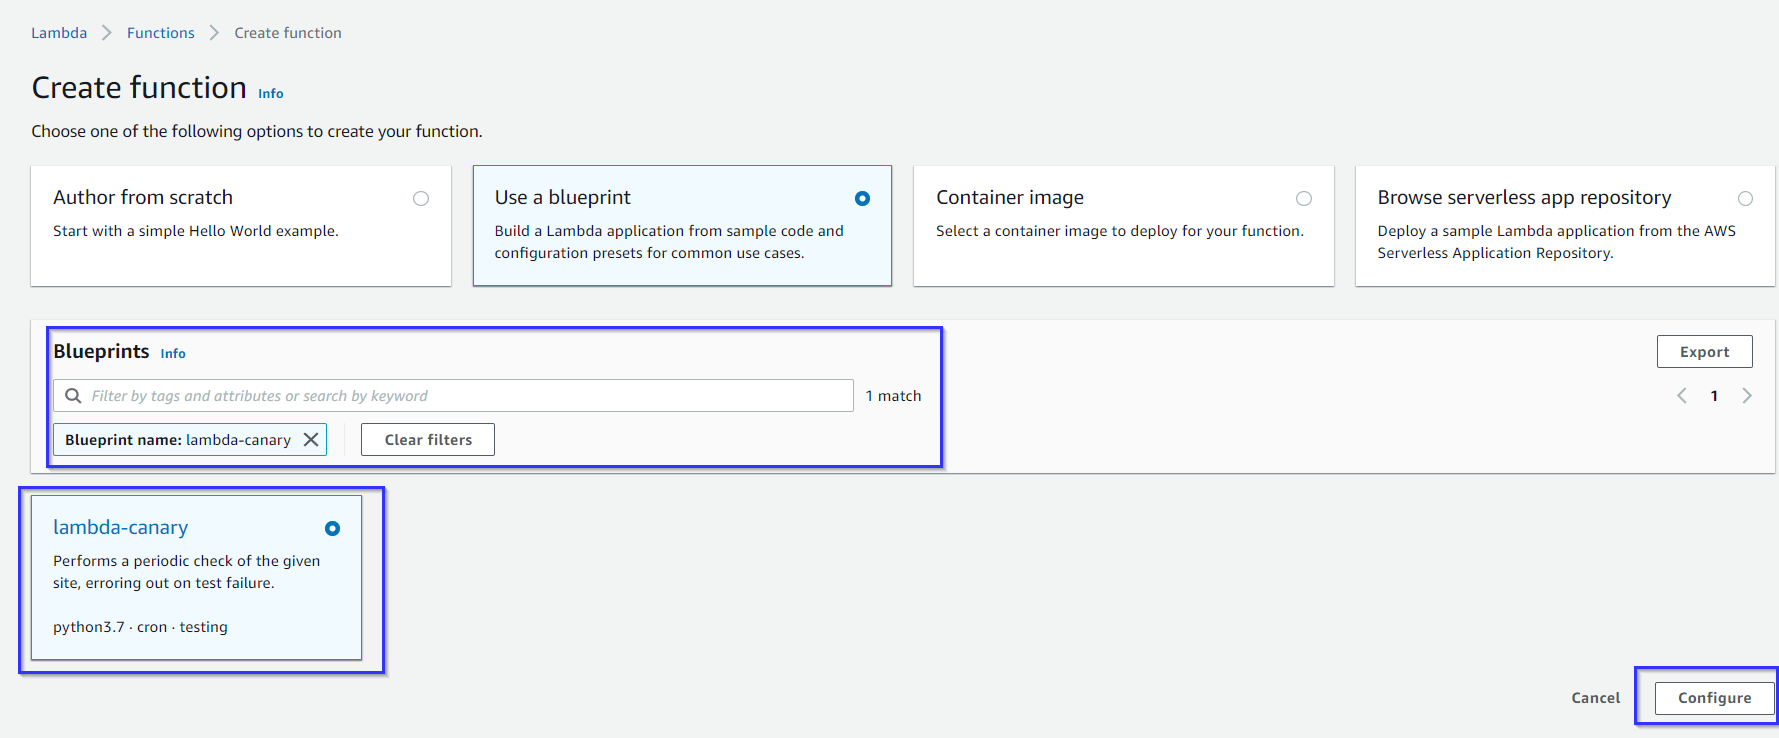 Lambda > Functions > Create function
Create function Info
Choose one of the following options to create your function.
Author from scratch
Start with a simple Hello World example.
Use a blueprint
Build a Lambda application from sample code and
configuration presets for common use cases.
Container image
Select a container image to deploy for your function.
Browse serverless app repository
Deploy a sample Lambda application from the AWS
Serverless Application Repository.
Blueprints Info
Export
Filter by tags and attributes or search by keyword
1 match
< 1 >
Blueprint name: lambda-canary ×
Clear filters
lambda-canary
Performs a periodic check of the given
site, erroring out on test failure.
python3.7 · cron · testing
Cancel
Configure